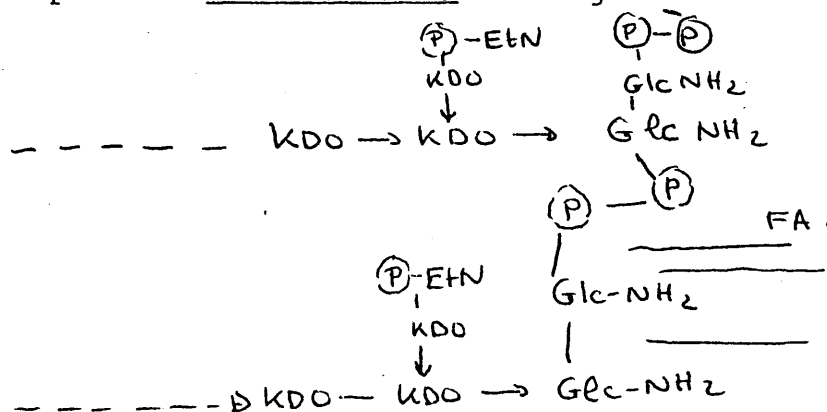 Ⓟ-EtN Ⓟ-Ⓟ
KDO GlcNH2
KDO → KDO → GlcNH2
Ⓟ - Ⓟ
FA
Ⓟ-EtN
Glc-NH2
KDO
KDO - KDO → Glc-NH2